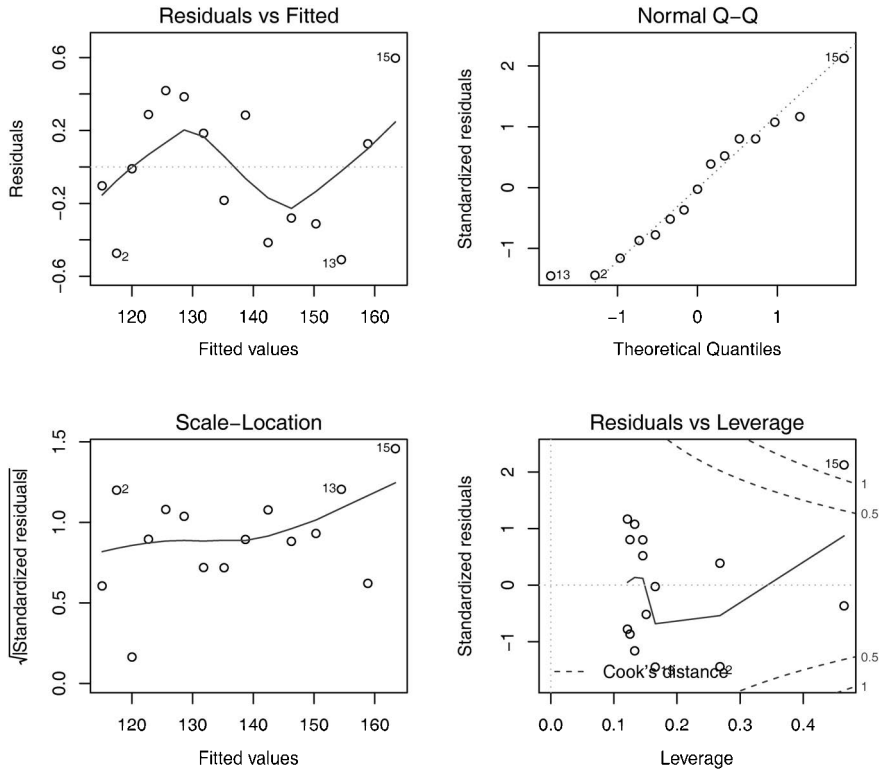 Residuals vs Fitted
Residuals
0.6
0.2
−0.2
−0.6
15
2
13
120 130 140 150 160
Fitted values
Normal Q−Q
Standardized residuals
2
1
0
−1
15
13
2
−1 0 1
Theoretical Quantiles
Scale−Location
√|Standardized residuals|
1.5
1.0
0.5
0.0
15
2
13
120 130 140 150 160
Fitted values
Residuals vs Leverage
Standardized residuals
2
1
0
−1
15
1
0.5
0.5
1
13
2
Cook's distance
0.0 0.1 0.2 0.3 0.4
Leverage